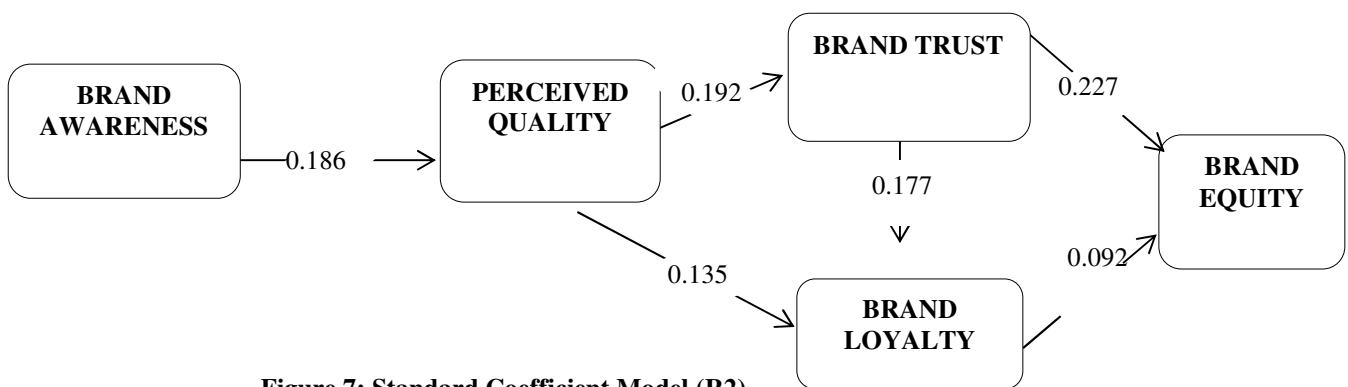 BRAND
AWARENESS
0.186
PERCEIVED
QUALITY
0.192
BRAND TRUST
0.227
0.177
0.135
BRAND
LOYALTY
0.092
BRAND
EQUITY
Figure 7: Standard Coefficient Model (R2)